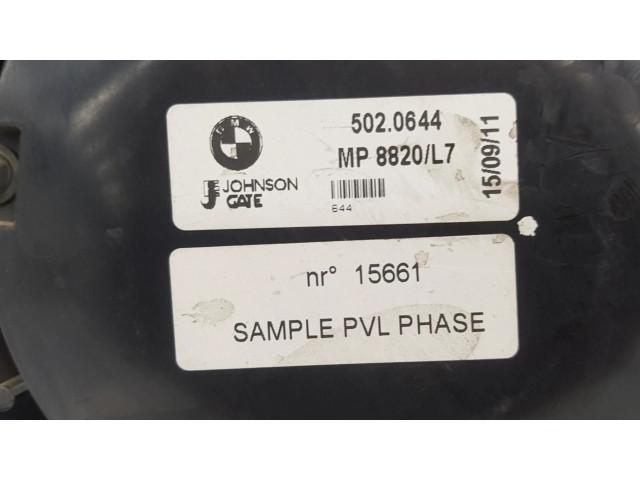 BMW
502.0644
MP 8820/L7
15/09/11
JOHNSON
GATE
644
nr° 15661
SAMPLE PVL PHASE